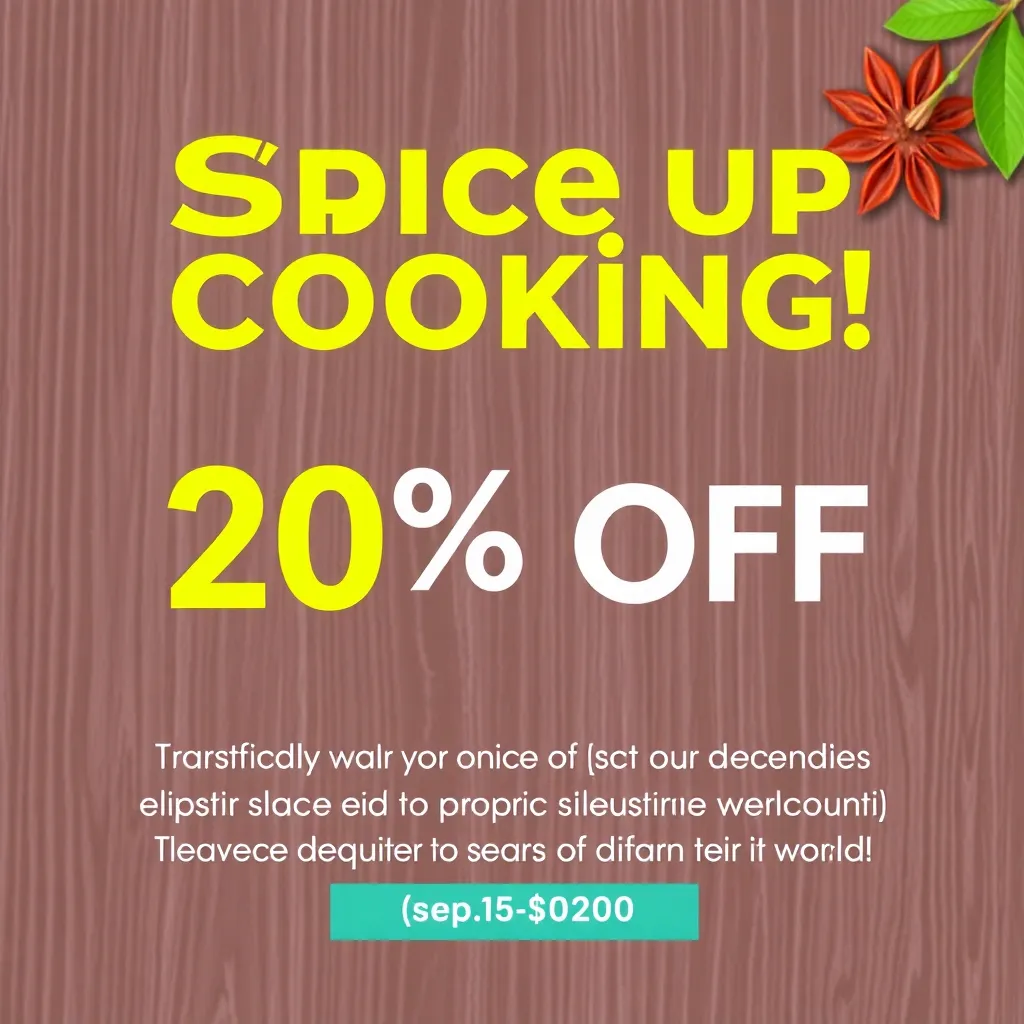 SPICE UP
COOKiNG!
20% OFF
Trarstficdly walr yor onice of (sct our decendies
elipstir slace eid to propric sileustirıe werlcounti)
Tleavece dequiter to sears of difarn teir it world!
(sep.15-$0200